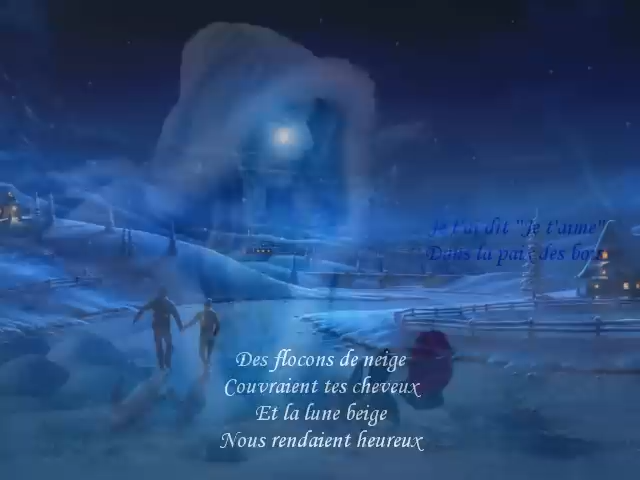 Je t'ai dit "Je t'aime"
Dans la paix des bois
Des flocons de neige
Couvraient tes cheveux
Et la lune beige
Nous rendaient heureux